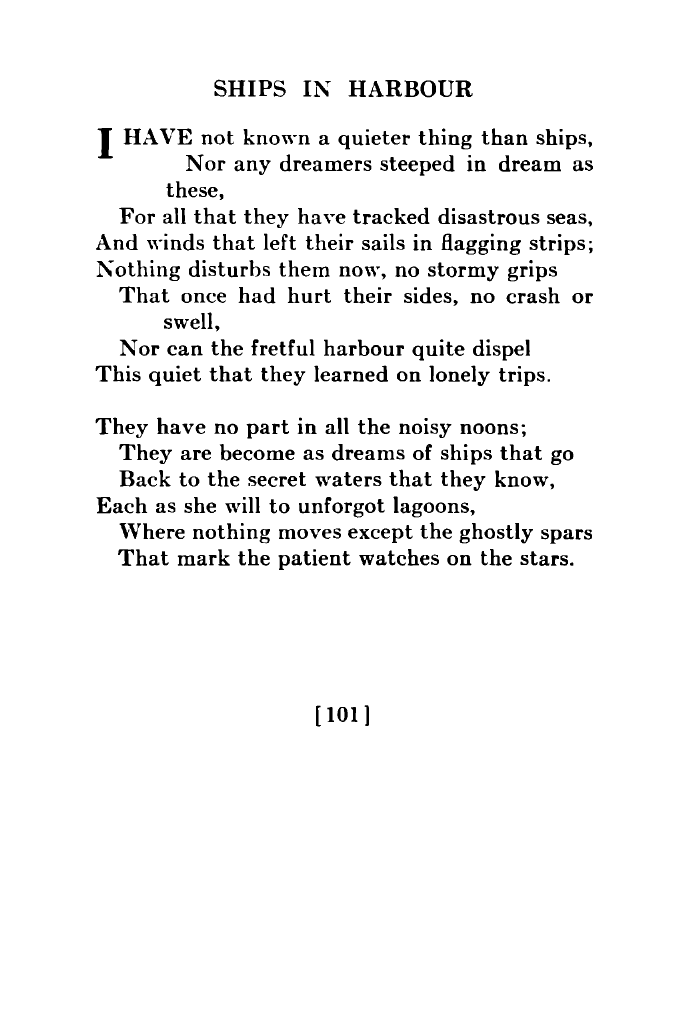 SHIPS IN HARBOUR
I HAVE not known a quieter thing than ships,
Nor any dreamers steeped in dream as
these,
For all that they have tracked disastrous seas,
And winds that left their sails in flagging strips;
Nothing disturbs them now, no stormy grips
That once had hurt their sides, no crash or
swell,
Nor can the fretful harbour quite dispel
This quiet that they learned on lonely trips.
They have no part in all the noisy noons;
They are become as dreams of ships that go
Back to the secret waters that they know,
Each as she will to unforgot lagoons,
Where nothing moves except the ghostly spars
That mark the patient watches on the stars.
[101]